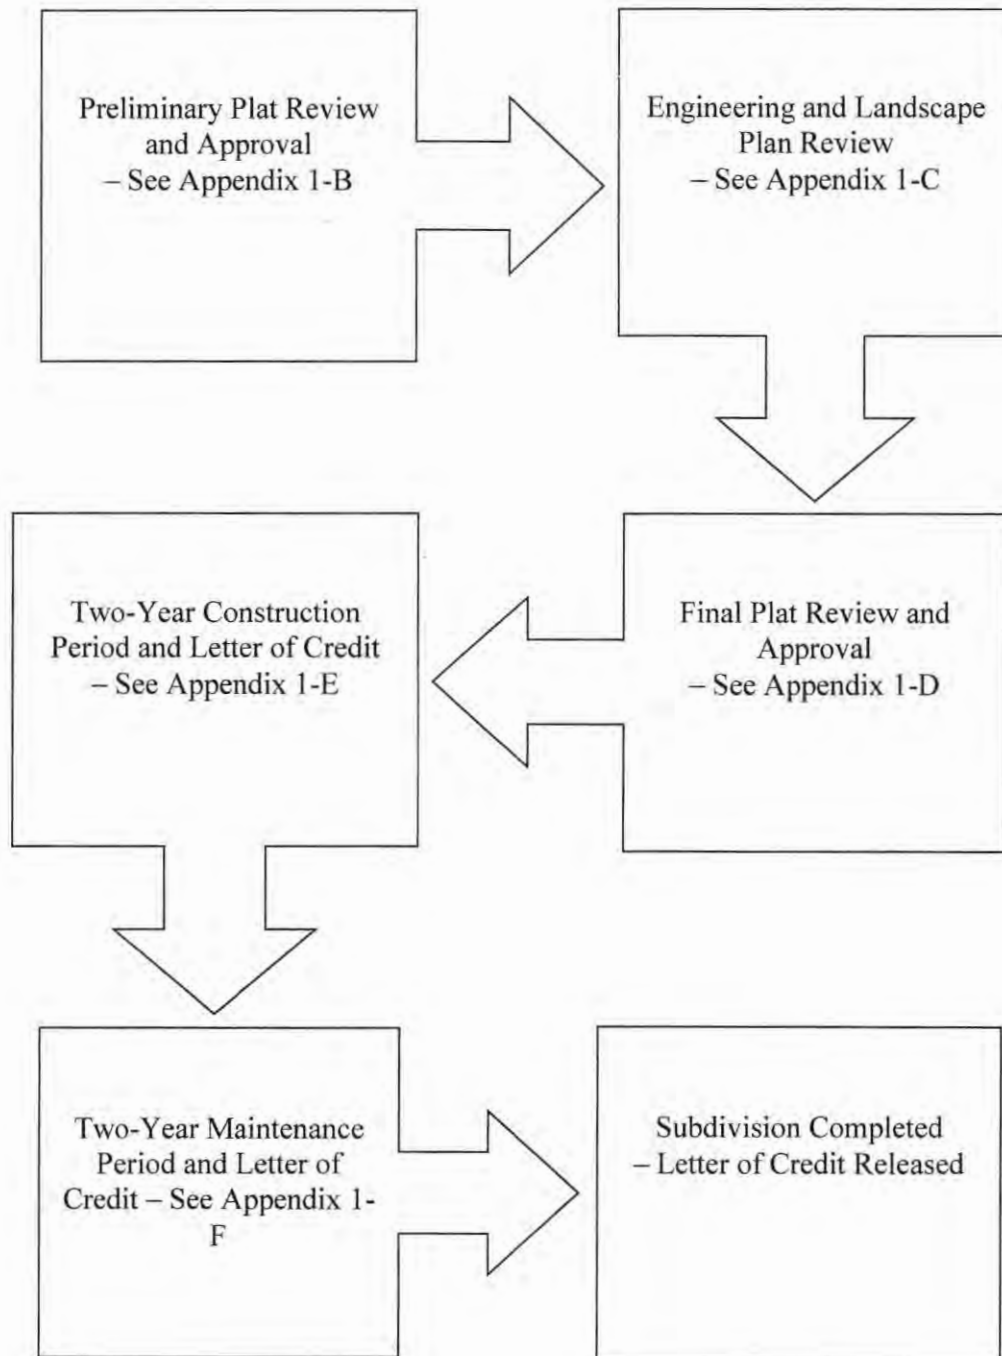 Preliminary Plat Review
and Approval
– See Appendix 1-B
Engineering and Landscape
Plan Review
– See Appendix 1-C
Final Plat Review and
Approval
– See Appendix 1-D
Two-Year Construction
Period and Letter of Credit
– See Appendix 1-E
Two-Year Maintenance
Period and Letter of
Credit – See Appendix 1-
F
Subdivision Completed
– Letter of Credit Released